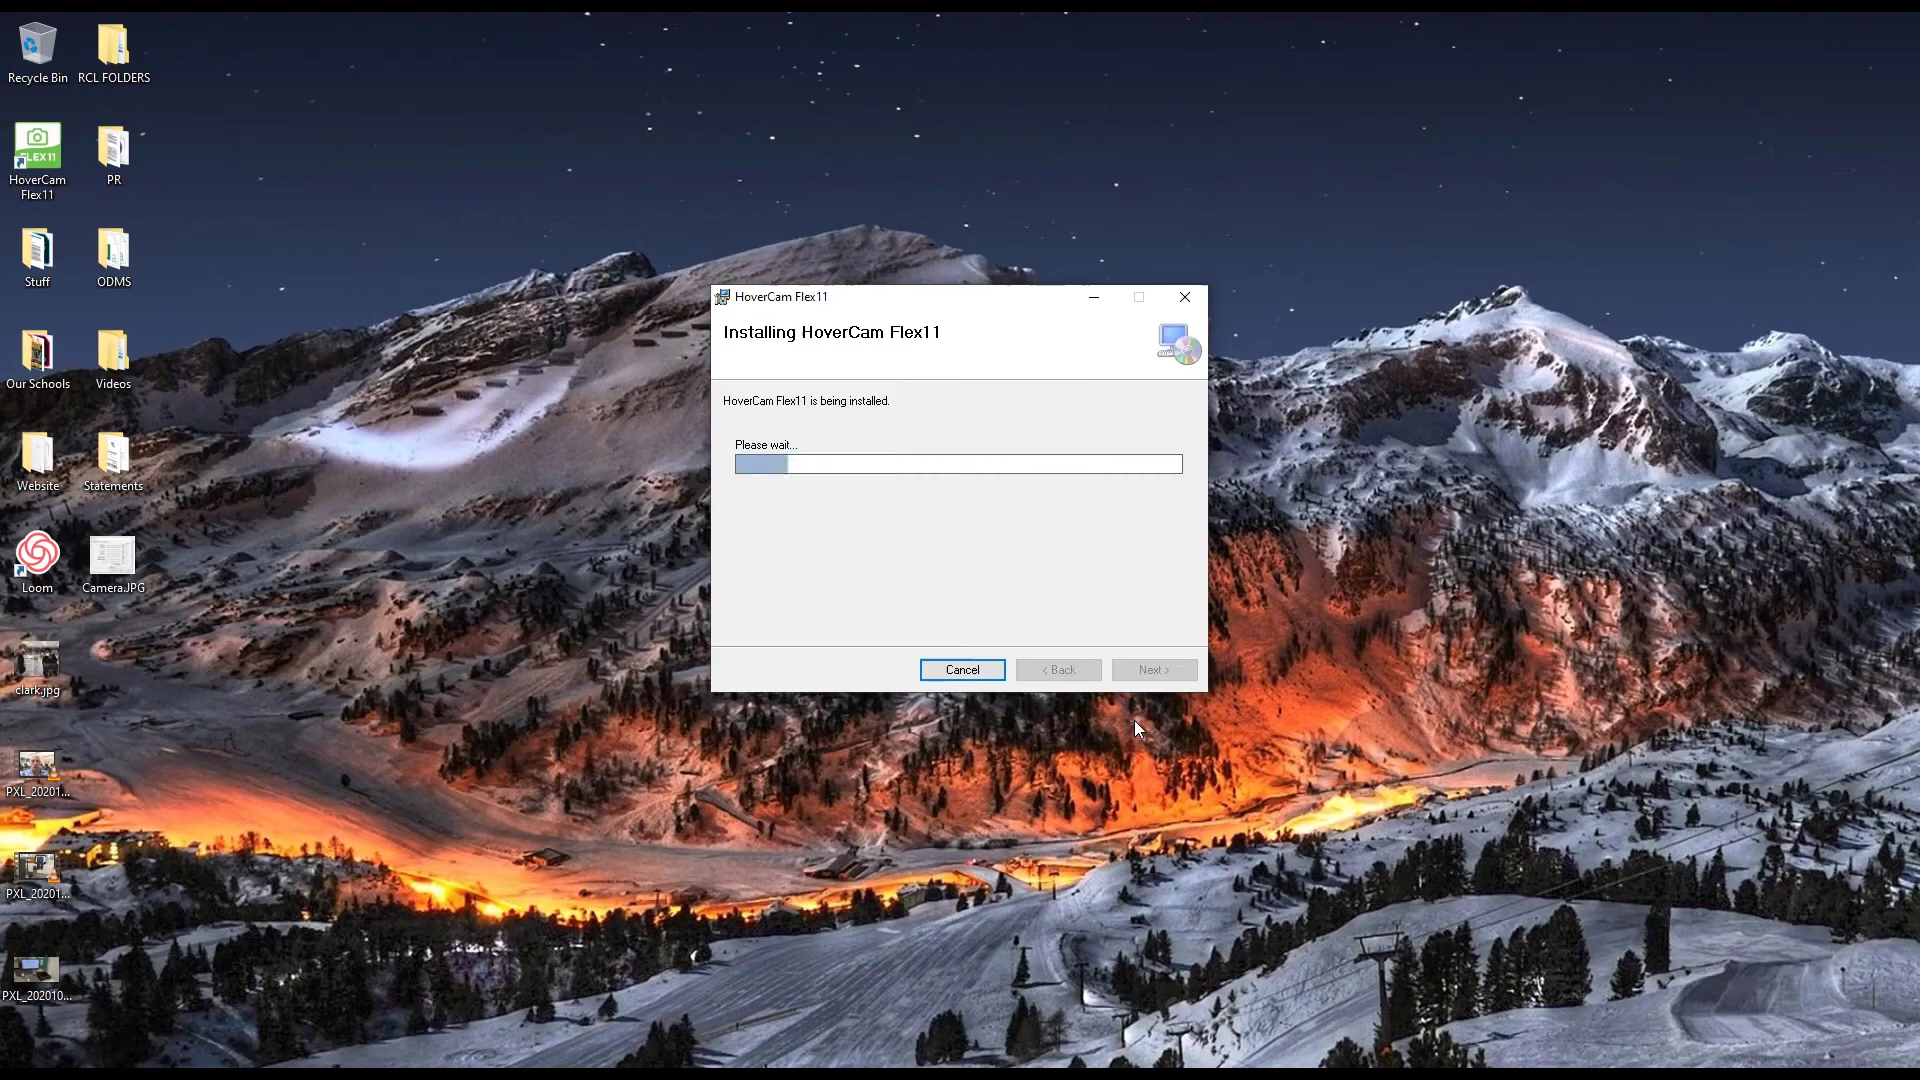 Recycle Bin
RCL FOLDERS
FLEX11
HoverCam
Flex11
PR
Stuff
ODMS
Our Schools
Videos
Website
Statements
Loom
Camera.JPG
clark.jpg
PXL_20201...
PXL_20201...
PXL_202010...
HoverCam Flex11
Installing HoverCam Flex11
HoverCam Flex11 is being installed.
Please wait...
Cancel
< Back
Next >